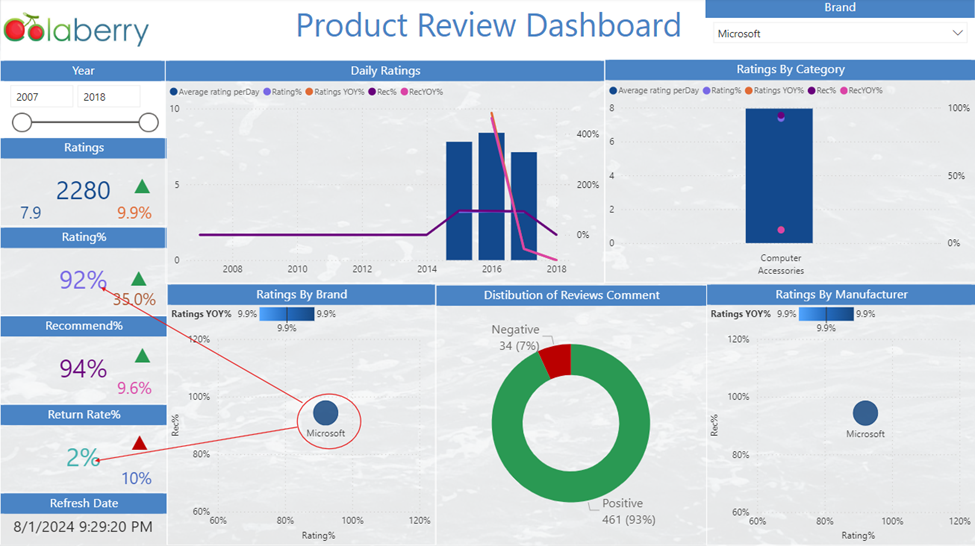 Colaberry
Product Review Dashboard
Brand
Microsoft
Year
2007 2018
Ratings
2280
7.9 9.9%
Rating%
92%
35.0%
Recommend%
94%
9.6%
Return Rate%
2%
10%
Refresh Date
8/1/2024 9:29:20 PM
Daily Ratings
Average rating perDay Rating% Ratings YOY% Rec% RecYOY%
10
5
0
400%
200%
0%
2008 2010 2012 2014 2016 2018
Ratings By Category
Average rating perDay Rating% Ratings YOY% Rec% RecYOY%
8
6
4
2
0
100%
50%
0%
Computer
Accessories
Ratings By Brand
Ratings YOY% 9.9% 9.9%
9.9%
120%
100%
80%
60%
Rec%
Microsoft
60% 80% 100% 120%
Rating%
Distibution of Reviews Comment
Negative
34 (7%)
Positive
461 (93%)
Ratings By Manufacturer
Ratings YOY% 9.9% 9.9%
9.9%
120%
100%
80%
60%
Rec%
Microsoft
60% 80% 100% 120%
Rating%